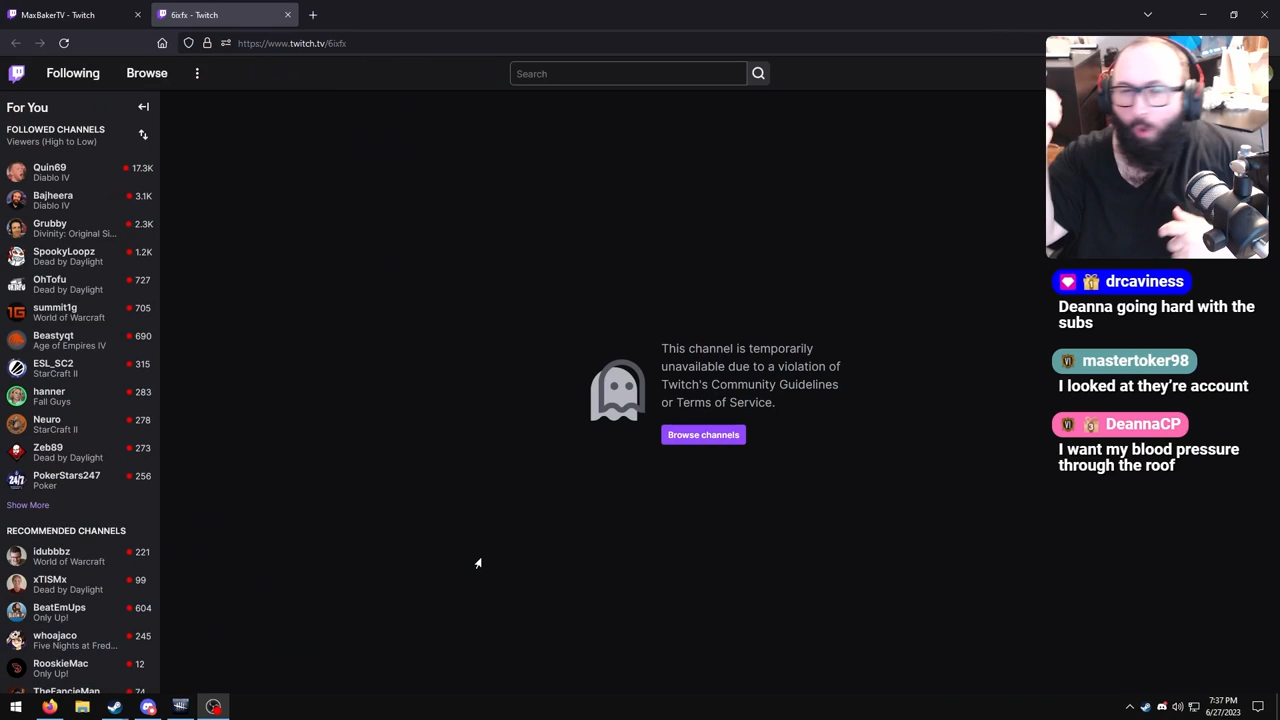 MaxBakerTV - Twitch
6ixfx - Twitch
https://www.twitch.tv/6ixfx
Following
Browse
Search
For You
FOLLOWED CHANNELS
Viewers (High to Low)
Quin69
17.3K
Diablo IV
Bajheera
3.1K
Diablo IV
Grubby
2.3K
Divinity: Original Si...
SpookyLoopz
1.2K
Dead by Daylight
OhTofu
727
Dead by Daylight
summit1g
705
World of Warcraft
Beastyqt
690
Age of Empires IV
ESL_SC2
315
StarCraft II
hanner
283
Fall Guys
Neuro
278
StarCraft II
Zeb89
273
Dead by Daylight
PokerStars247
256
Poker
Show More
RECOMMENDED CHANNELS
idubbbz
221
World of Warcraft
xTISMx
99
Dead by Daylight
BeatEmUps
604
Only Up!
whoajaco
245
Five Nights at Fred...
RooskieMac
12
Only Up!
TheFancieMan
74
This channel is temporarily
unavailable due to a violation of
Twitch's Community Guidelines
or Terms of Service.
Browse channels
drcaviness
Deanna going hard with the
subs
mastertoker98
I looked at they're account
DeannaCP
I want my blood pressure
through the roof
7:37 PM
6/27/2023